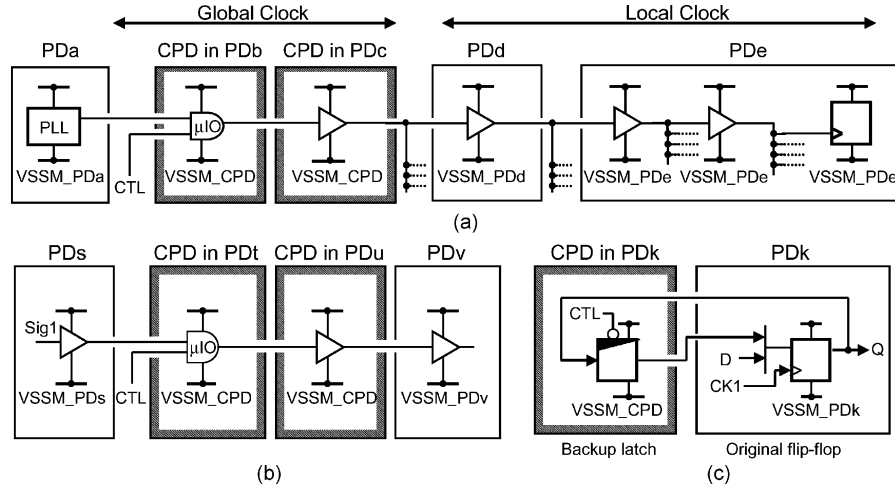 Global Clock
Local Clock
PDa
CPD in PDb
CPD in PDc
PDd
PDe
PLL
μIO
CTL
VSSM_PDa
VSSM_CPD
VSSM_CPD
VSSM_PDd
VSSM_PDe
VSSM_PDe
VSSM_PDe
(a)
PDs
CPD in PDt
CPD in PDu
PDv
Sig1
μIO
CTL
VSSM_PDs
VSSM_CPD
VSSM_CPD
VSSM_PDv
(b)
CPD in PDk
PDk
CTL
D
Q
CK1
VSSM_CPD
VSSM_PDk
Backup latch
Original flip-flop
(c)